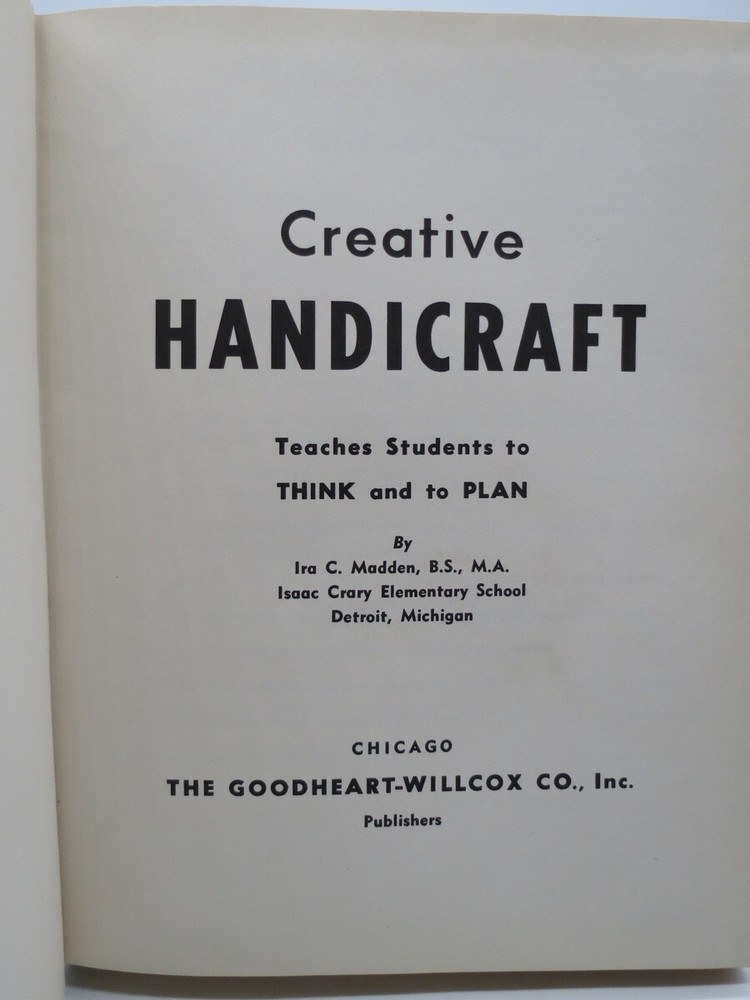 Creative
HANDICRAFT
Teaches Students to
THINK and to PLAN
By
Ira C. Madden, B.S., M.A.
Isaac Crary Elementary School
Detroit, Michigan
CHICAGO
THE GOODHEART-WILLCOX CO., Inc.
Publishers